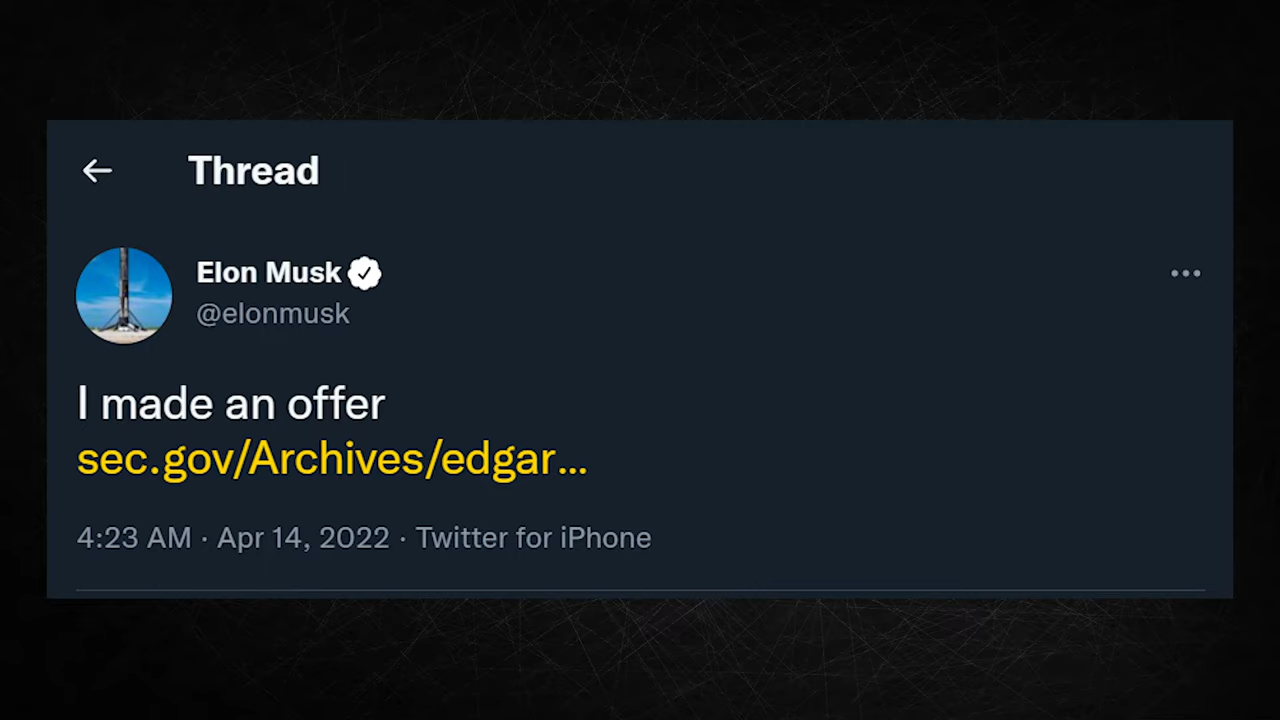 Thread
Elon Musk
@elonmusk
I made an offer
sec.gov/Archives/edgar...
4:23 AM · Apr 14, 2022 · Twitter for iPhone